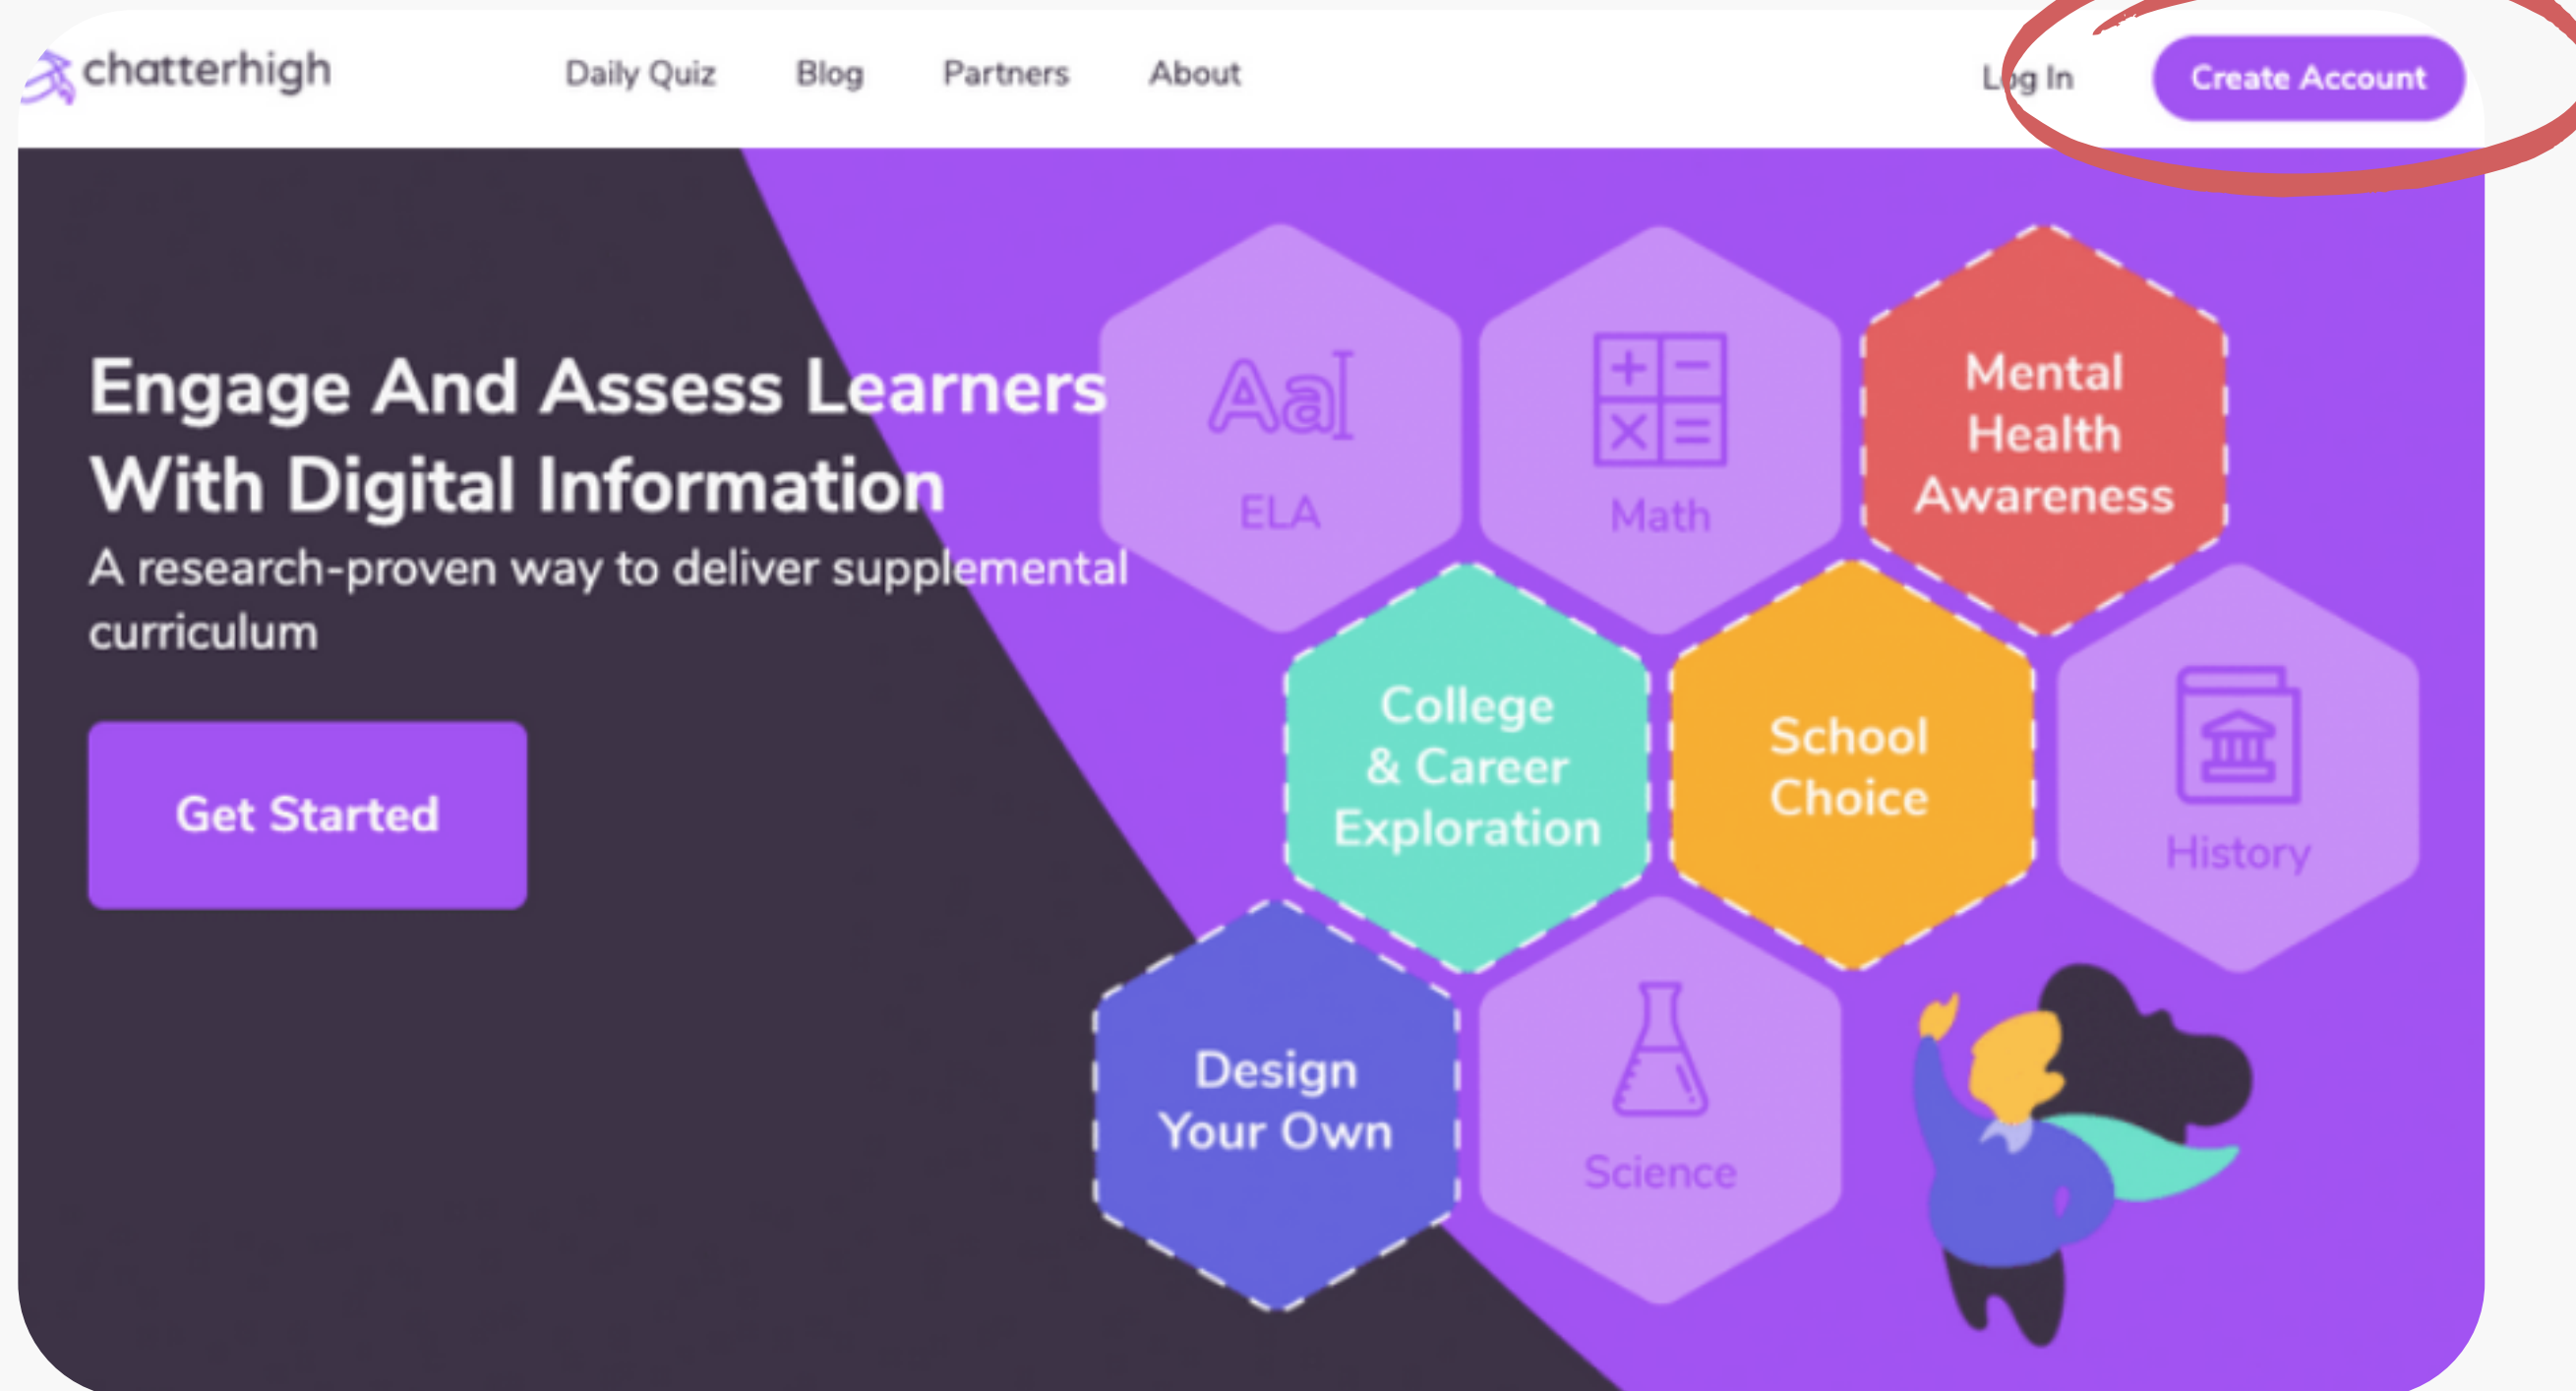 chatterhigh
Daily Quiz Blog Partners About Log In Create Account
Engage And Assess Learners
With Digital Information
A research-proven way to deliver supplemental
curriculum
Get Started
Aa
ELA
Math
Mental
Health
Awareness
College
& Career
Exploration
School
Choice
History
Design
Your Own
Science